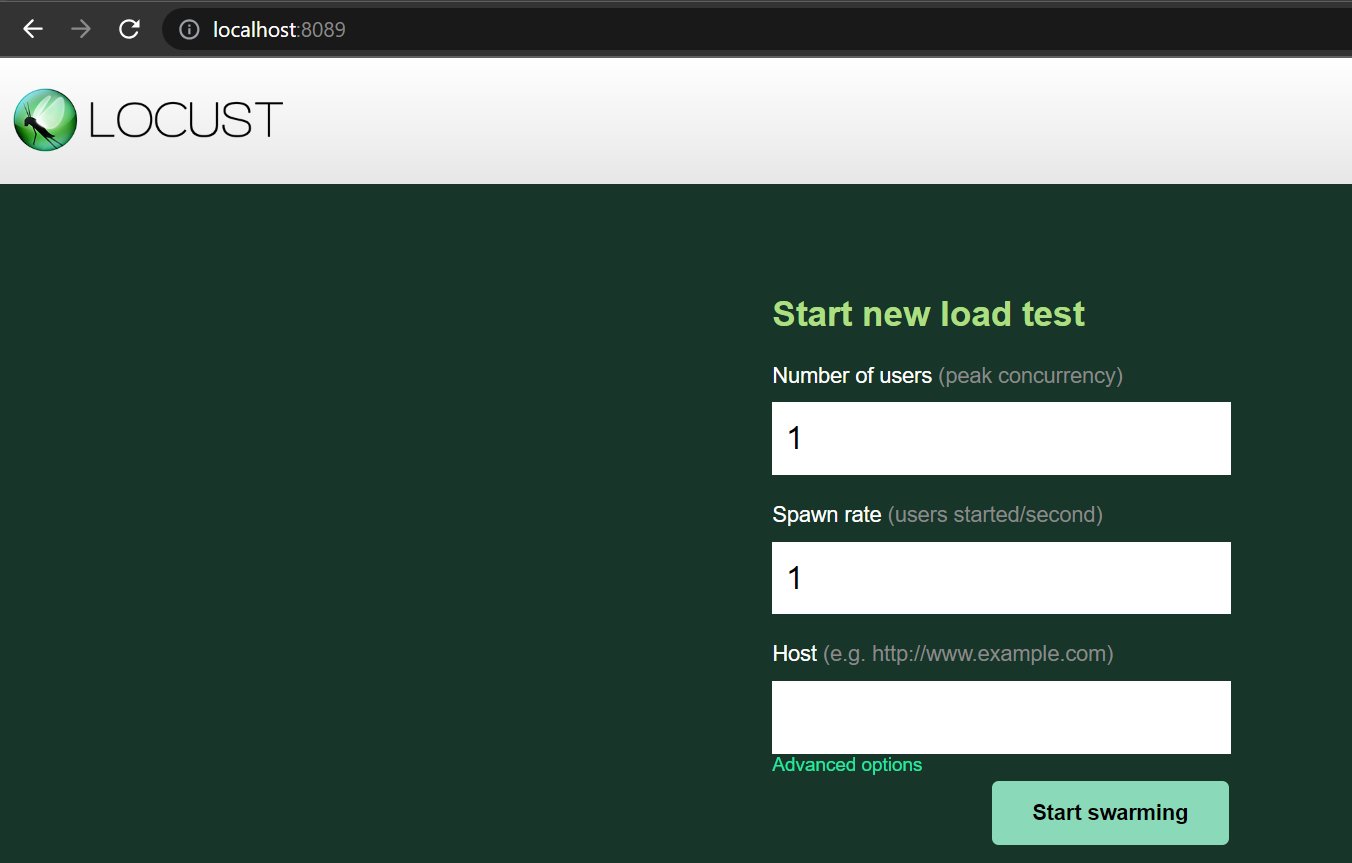 localhost:8089
LOCUST
Start new load test
Number of users (peak concurrency)
1
Spawn rate (users started/second)
1
Host (e.g. http://www.example.com)
Advanced options
Start swarming